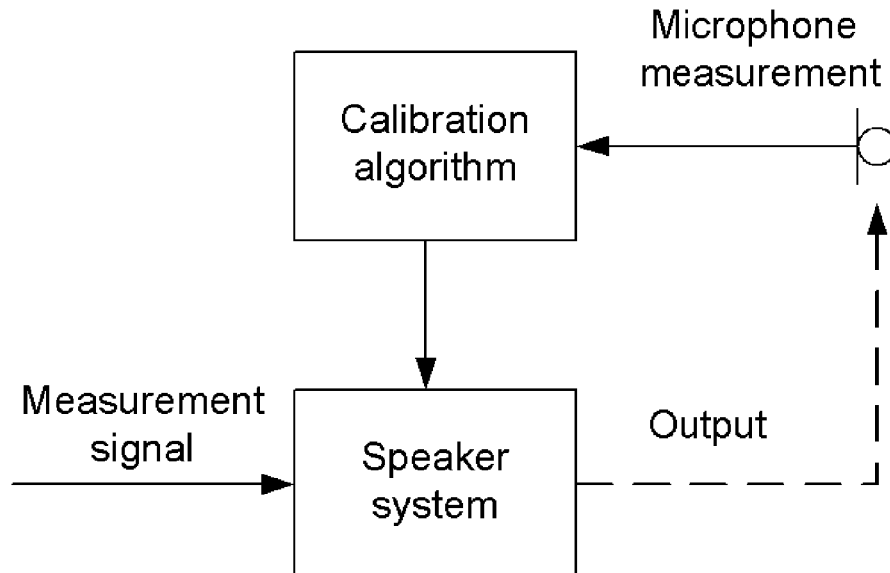 Microphone
measurement
Calibration
algorithm
Measurement
signal
Speaker
system
Output